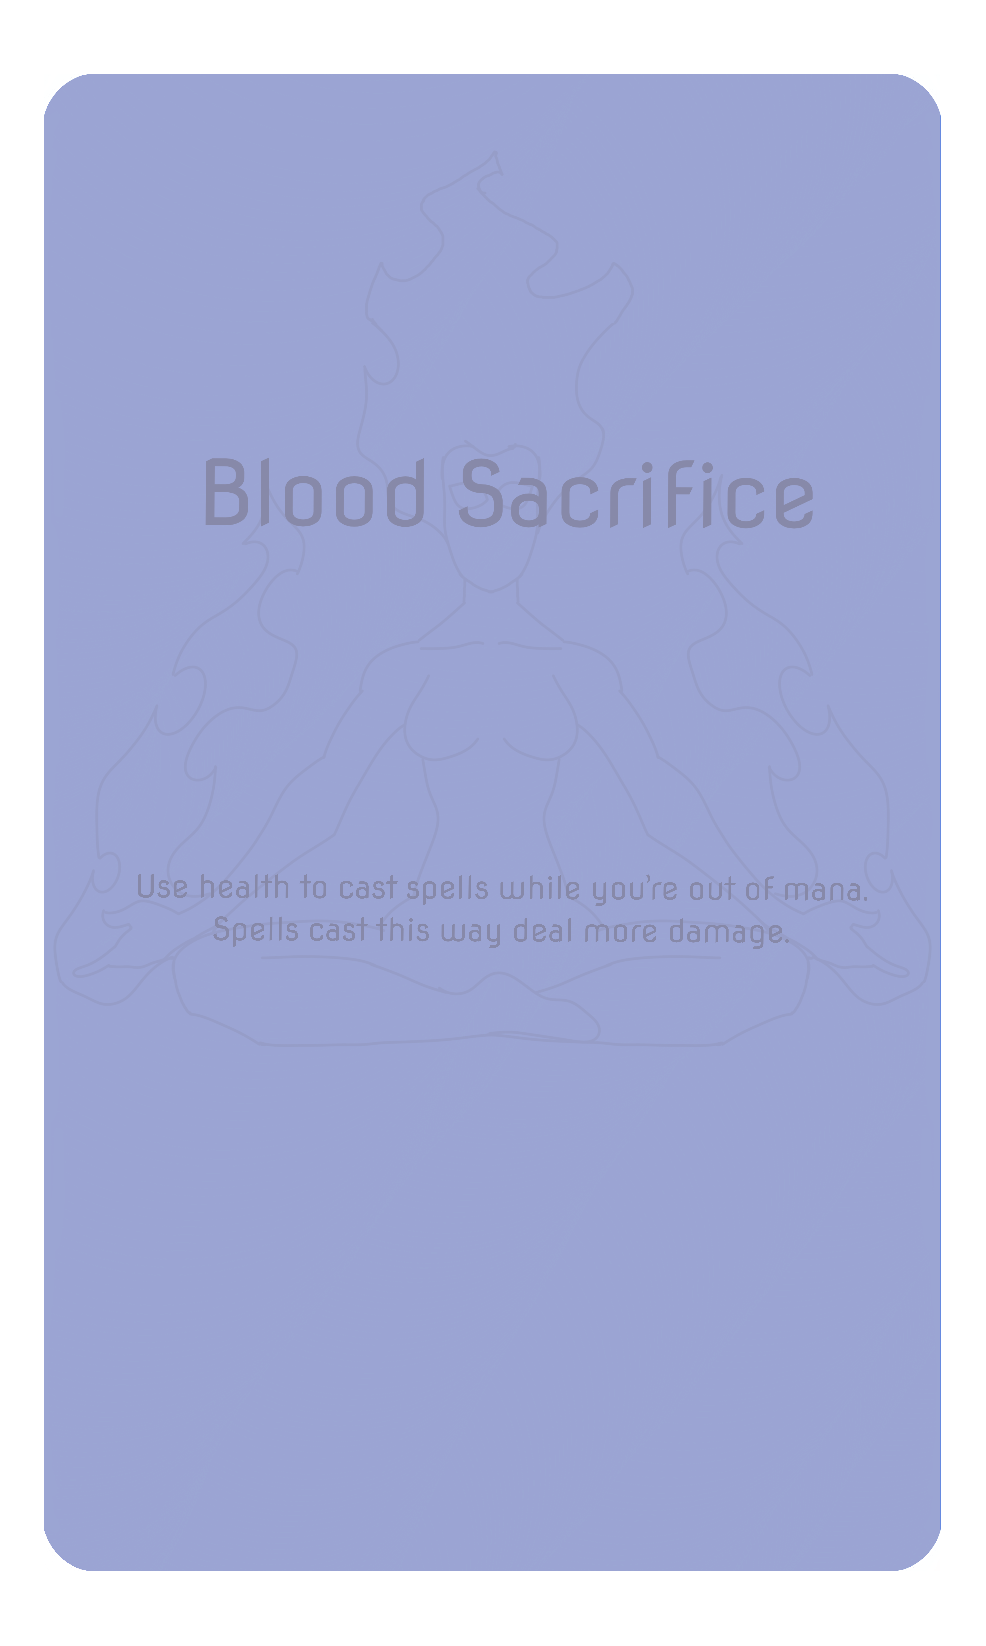 Blood Sacrifice
Use health to cast spells while you're out of mana.
Spells cast this way deal more damage.